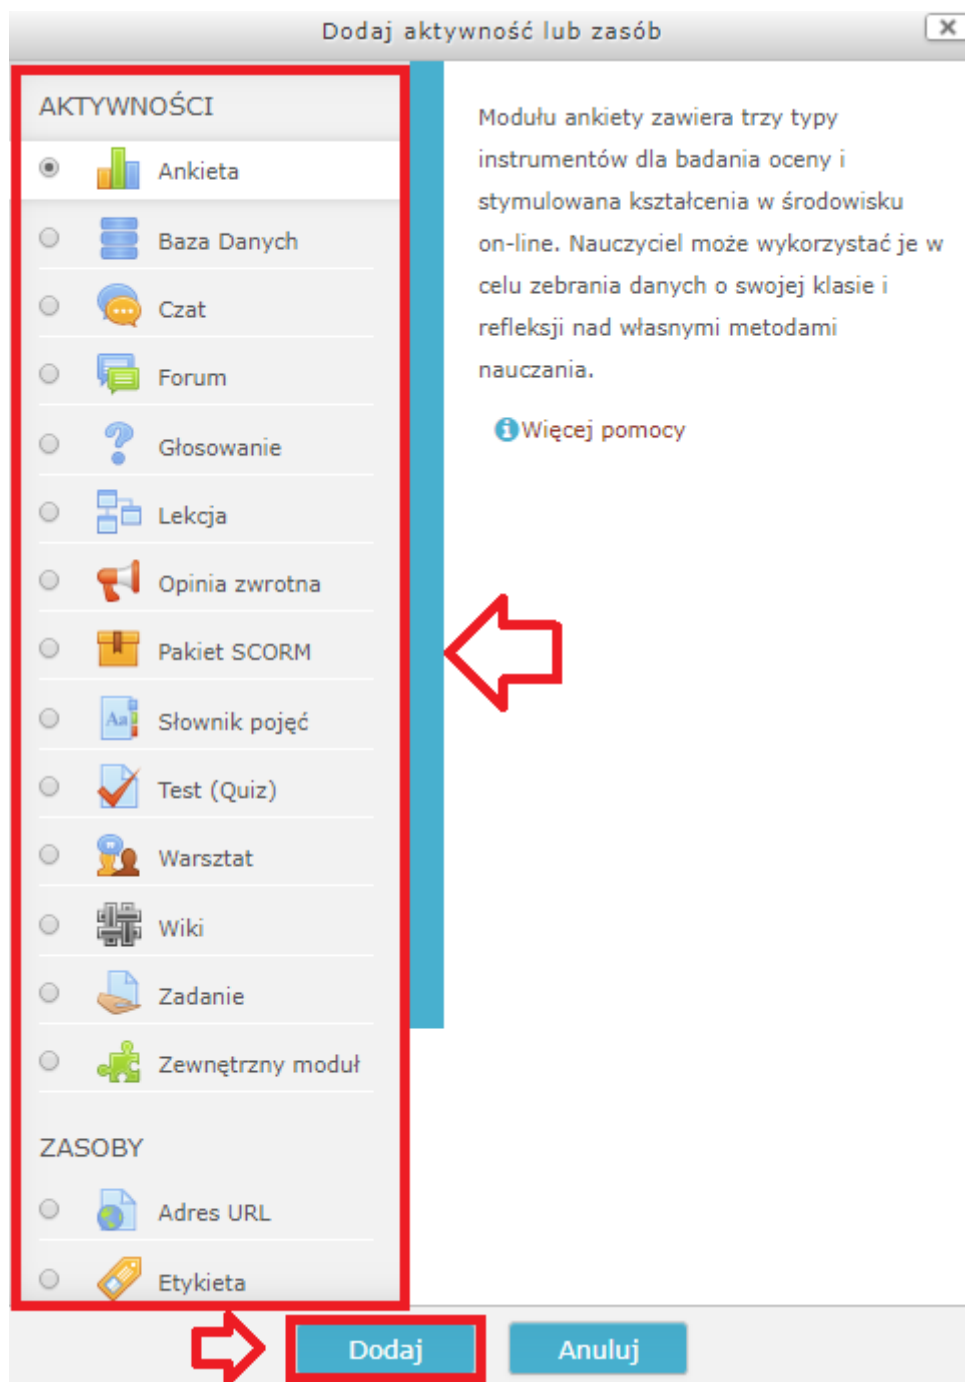 Dodaj aktywność lub zasób
AKTYWNOŚCI
Ankieta
Baza Danych
Czat
Forum
Głosowanie
Lekcja
Opinia zwrotna
Pakiet SCORM
Słownik pojęć
Test (Quiz)
Warsztat
Wiki
Zadanie
Zewnętrzny moduł
ZASOBY
Adres URL
Etykieta
Modułu ankiety zawiera trzy typy
instrumentów dla badania oceny i
stymulowana kształcenia w środowisku
on-line. Nauczyciel może wykorzystać je w
celu zebrania danych o swojej klasie i
refleksji nad własnymi metodami
nauczania.
Więcej pomocy
Dodaj
Anuluj